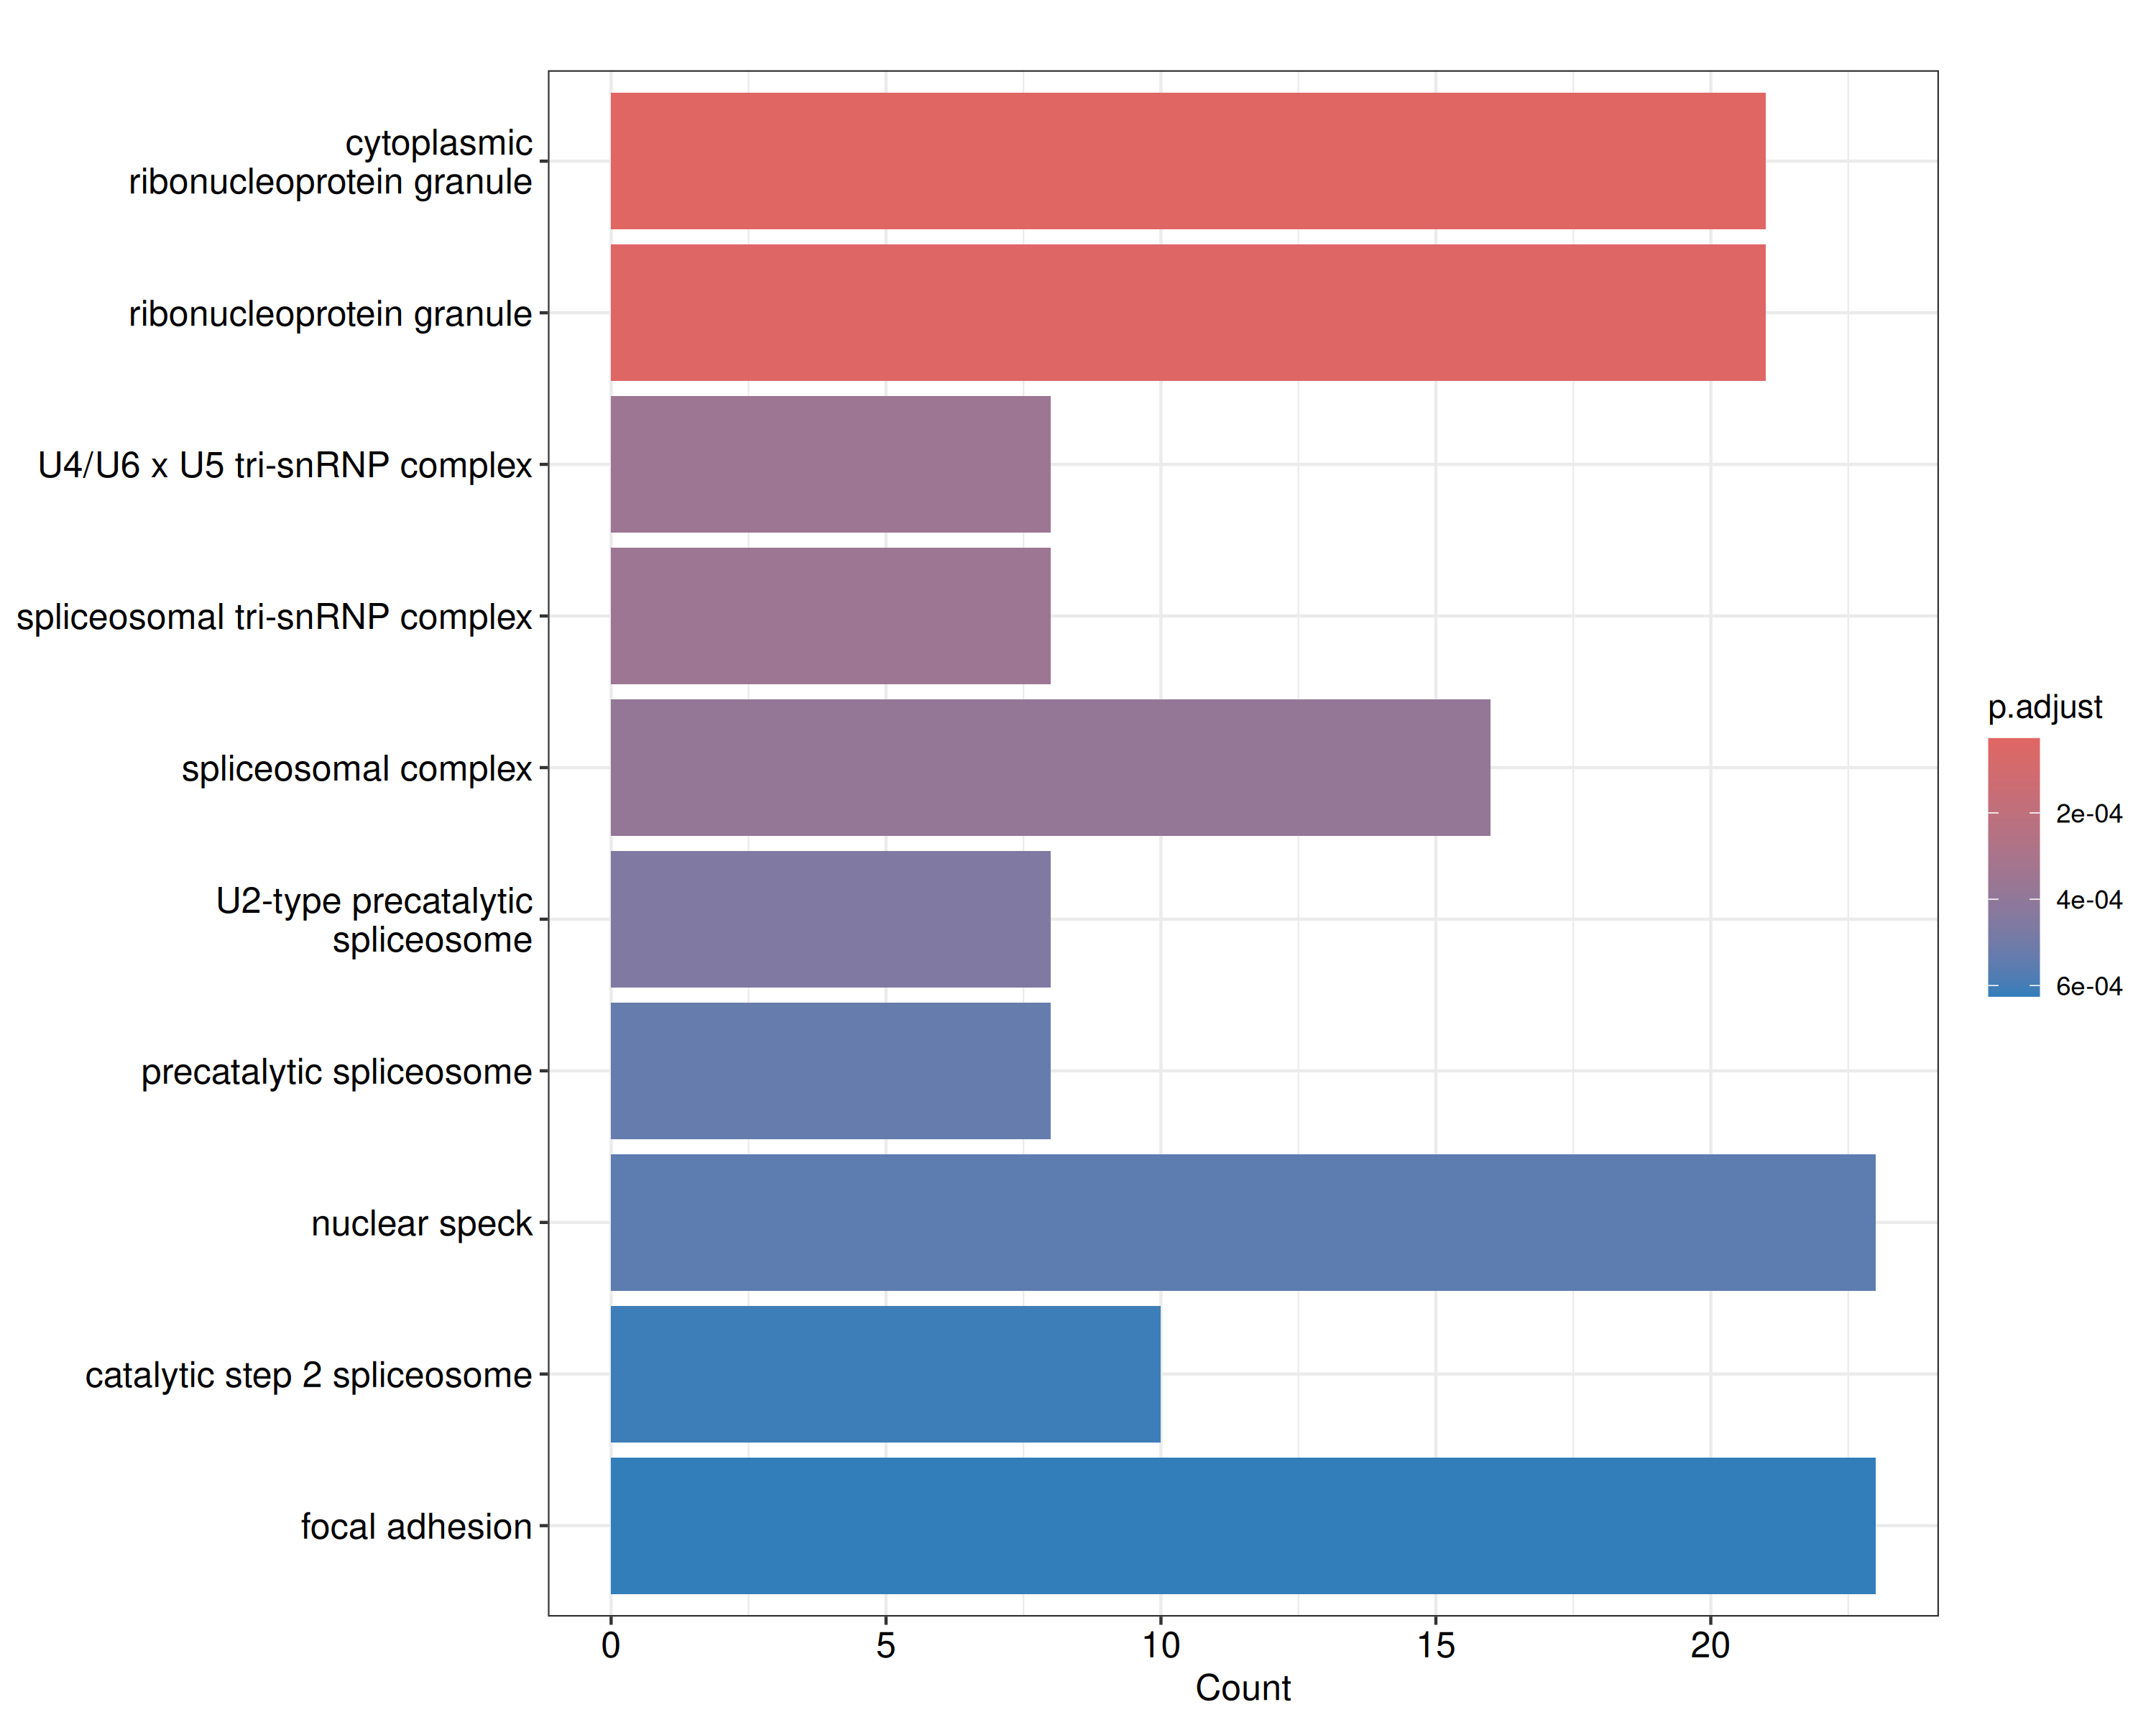 cytoplasmic
ribonucleoprotein granule
ribonucleoprotein granule
U4/U6 x U5 tri-snRNP complex
spliceosomal tri-snRNP complex
spliceosomal complex
U2-type precatalytic
spliceosome
precatalytic spliceosome
nuclear speck
catalytic step 2 spliceosome
focal adhesion
0 5 10 15 20
Count
p.adjust
2e-04
4e-04
6e-04